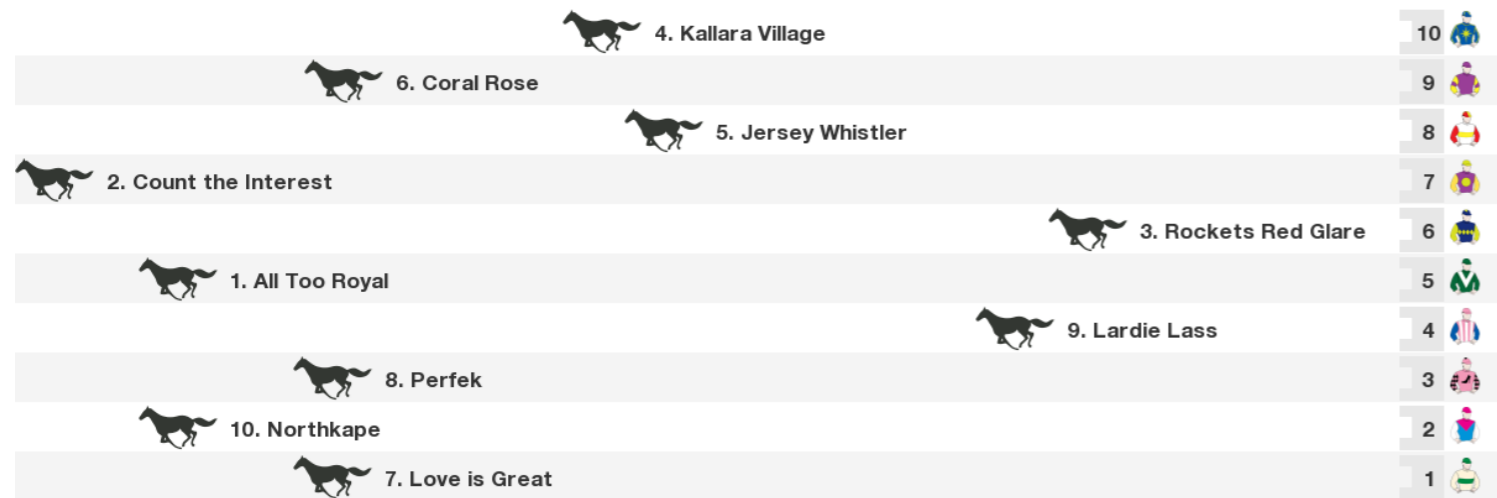 4. Kallara Village 10
6. Coral Rose 9
5. Jersey Whistler 8
2. Count the Interest 7
3. Rockets Red Glare 6
1. All Too Royal 5
9. Lardie Lass 4
8. Perfek 3
10. Northkape 2
7. Love is Great 1